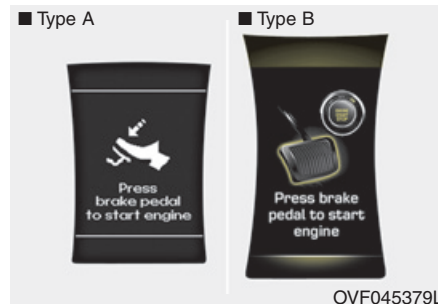 ■ Type A
■ Type B
Press
brake pedal
to start engine
Press brake
pedal to start
engine
OVF045379L